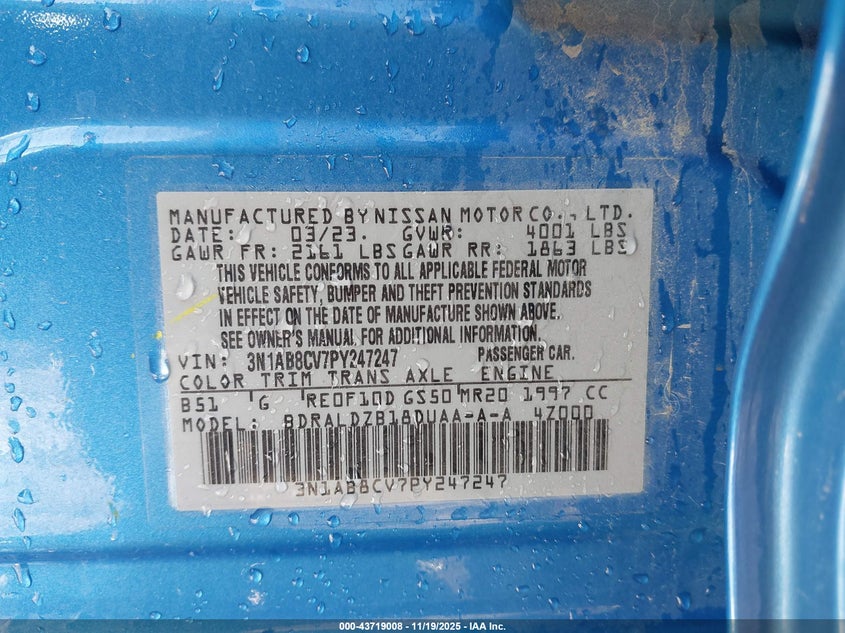 MANUFACTURED BY NISSAN MOTOR CO., LTD.
DATE: 03/23. GVWR: 4001 LBS
GAWR FR: 2161 LBS GAWR RR: 1863 LBS
THIS VEHICLE CONFORMS TO ALL APPLICABLE FEDERAL MOTOR
VEHICLE SAFETY, BUMPER AND THEFT PREVENTION STANDARDS
IN EFFECT ON THE DATE OF MANUFACTURE SHOWN ABOVE.
SEE OWNER'S MANUAL FOR ADDITIONAL INFORMATION.
VIN: 3N1AB8CV7PY247247 PASSENGER CAR.
COLOR TRIM TRANS AXLE ENGINE
B51 G RE0F10D GS50 MR20 1997 CC
MODEL: BDRALDZB18DUAA-A-A 4Z000
3N1AB8CV7PY247247
000-43719008 - 11/19/2025 - IAA Inc.